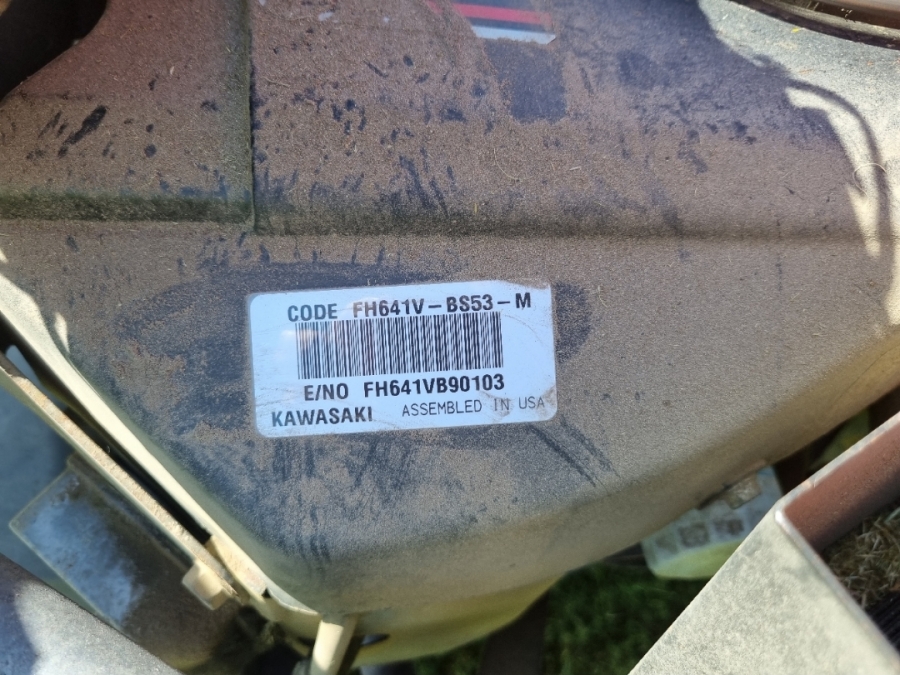 CODE FH641V-BS53-M
E/NO FH641VB90103
KAWASAKI ASSEMBLED IN USA